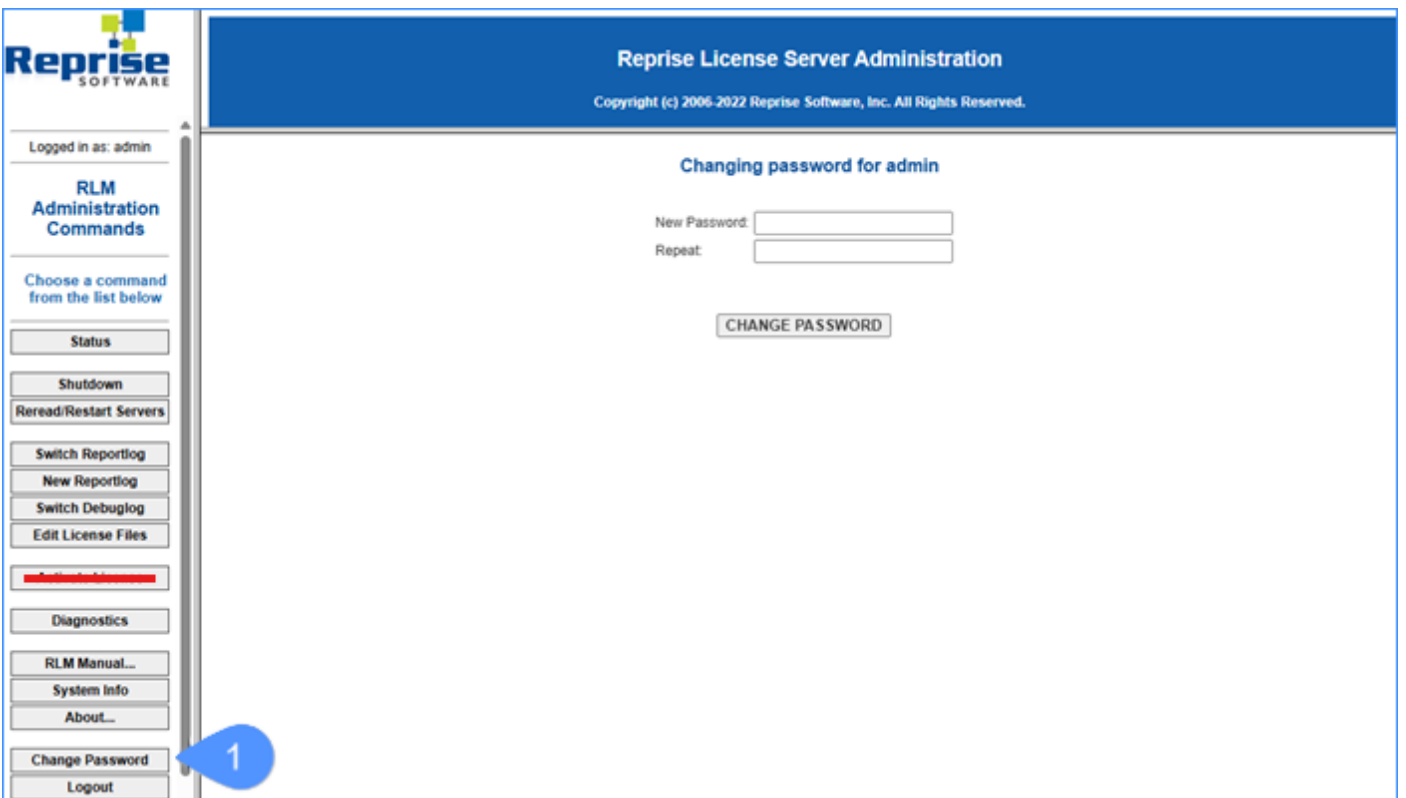 Reprise
SOFTWARE
Reprise License Server Administration
Copyright (c) 2006-2022 Reprise Software, Inc. All Rights Reserved.
Logged in as: admin
RLM
Administration
Commands
Choose a command
from the list below
Status
Shutdown
Reread/Restart Servers
Switch Reportlog
New Reportlog
Switch Debuglog
Edit License Files
Diagnostics
RLM Manual...
System Info
About...
Change Password
Logout
1
Changing password for admin
New Password:
Repeat:
CHANGE PASSWORD